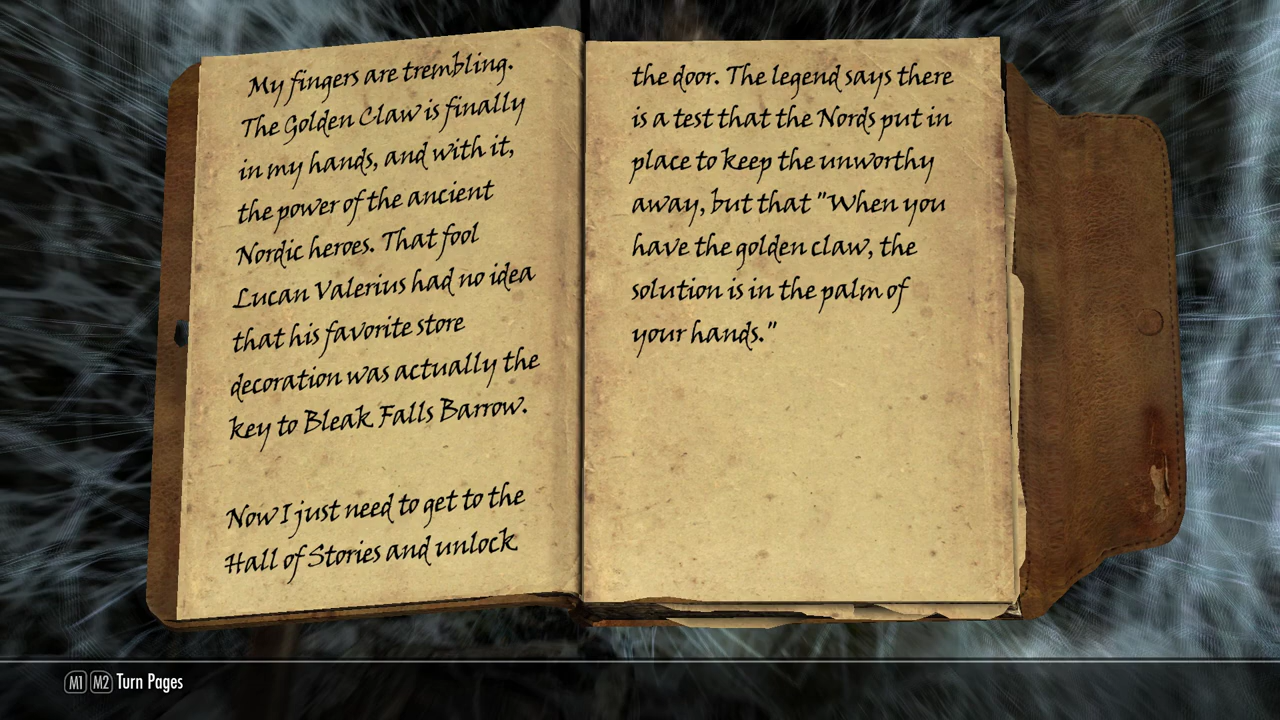 My fingers are trembling.
The Golden Claw is finally
in my hands, and with it,
the power of the ancient
Nordic heroes. That fool
Lucan Valerius had no idea
that his favorite store
decoration was actually the
key to Bleak Falls Barrow.
Now I just need to get to the
Hall of Stories and unlock
the door. The legend says there
is a test that the Nords put in
place to keep the unworthy
away, but that "When you
have the golden claw, the
solution is in the palm of
your hands."
M1 M2 Turn Pages